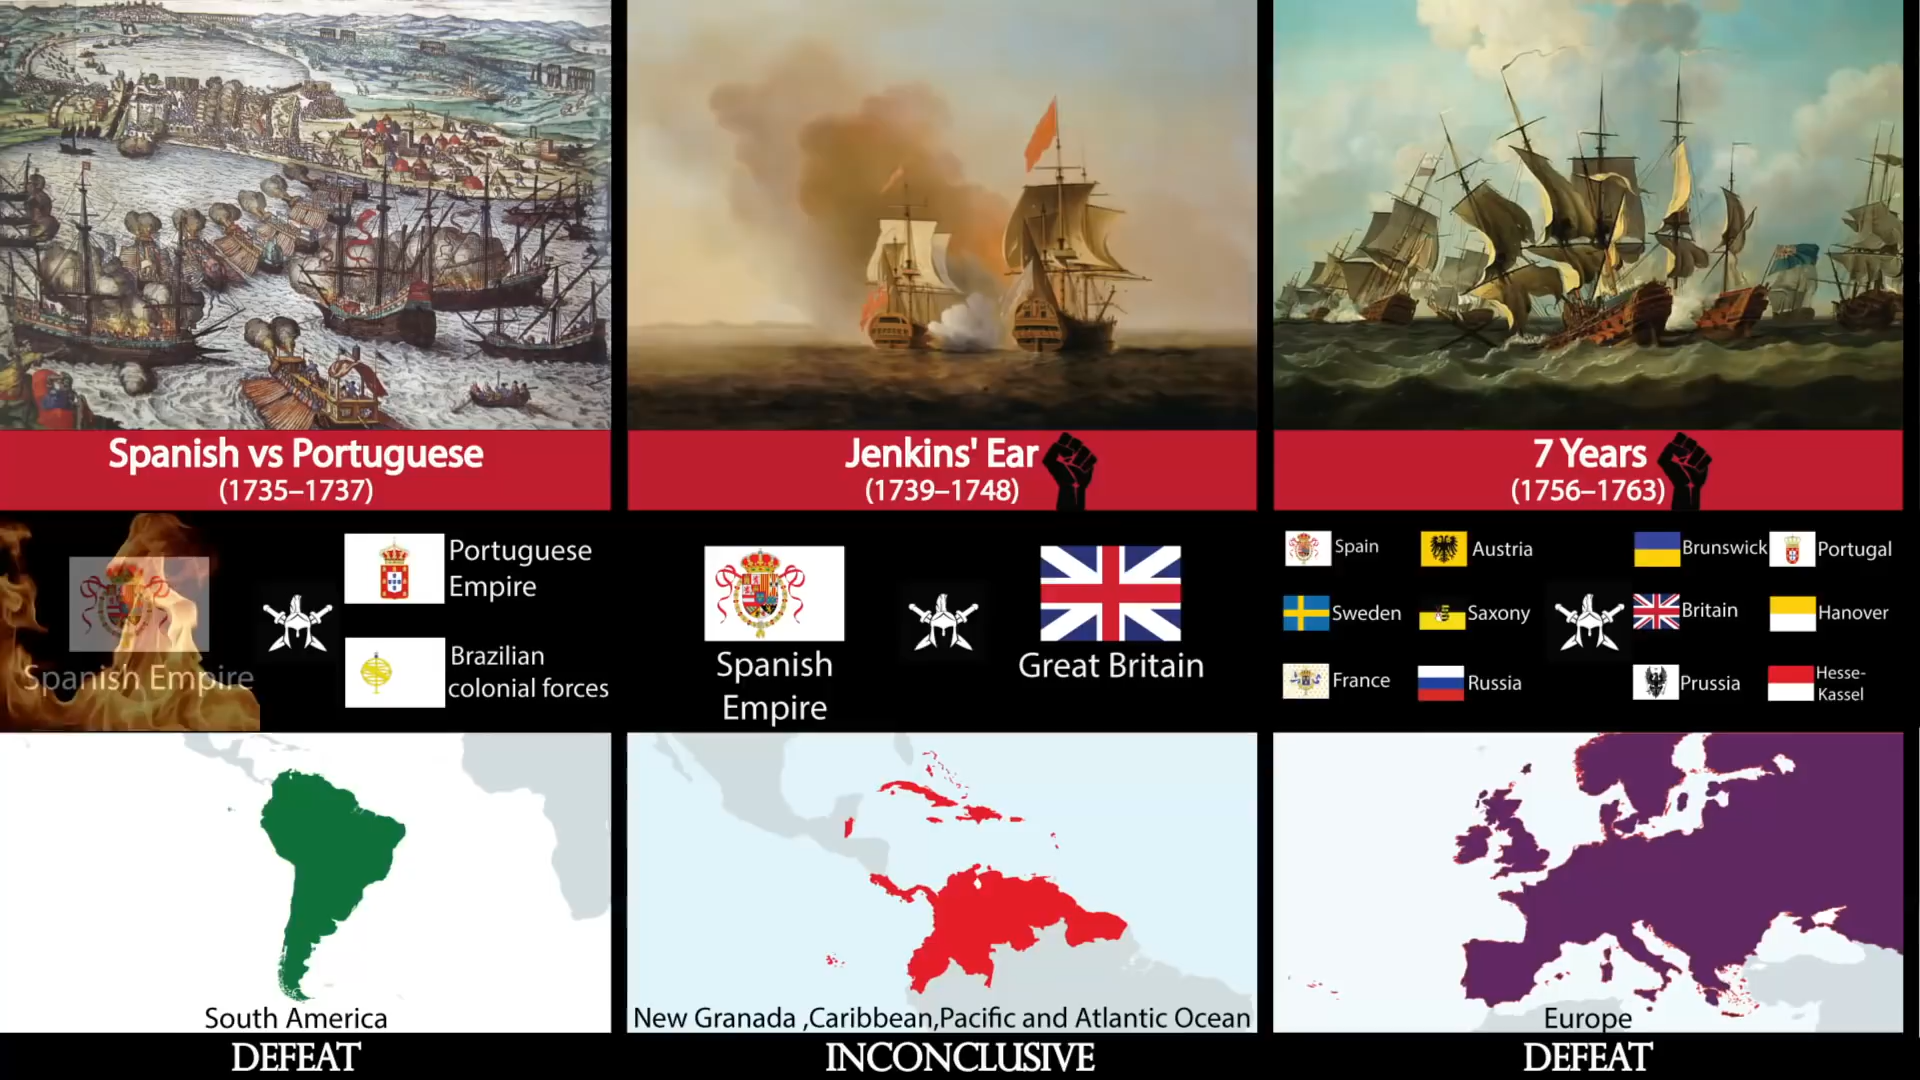 Spanish vs Portuguese
(1735–1737)
Spanish Empire
Portuguese
Empire
Brazilian
colonial forces
South America
DEFEAT
Jenkins' Ear
(1739–1748)
Spanish
Empire
Great Britain
New Granada ,Caribbean,Pacific and Atlantic Ocean
INCONCLUSIVE
7 Years
(1756–1763)
Spain
Austria
Brunswick
Portugal
Sweden
Saxony
Britain
Hanover
France
Russia
Prussia
Hesse-
Kassel
Europe
DEFEAT